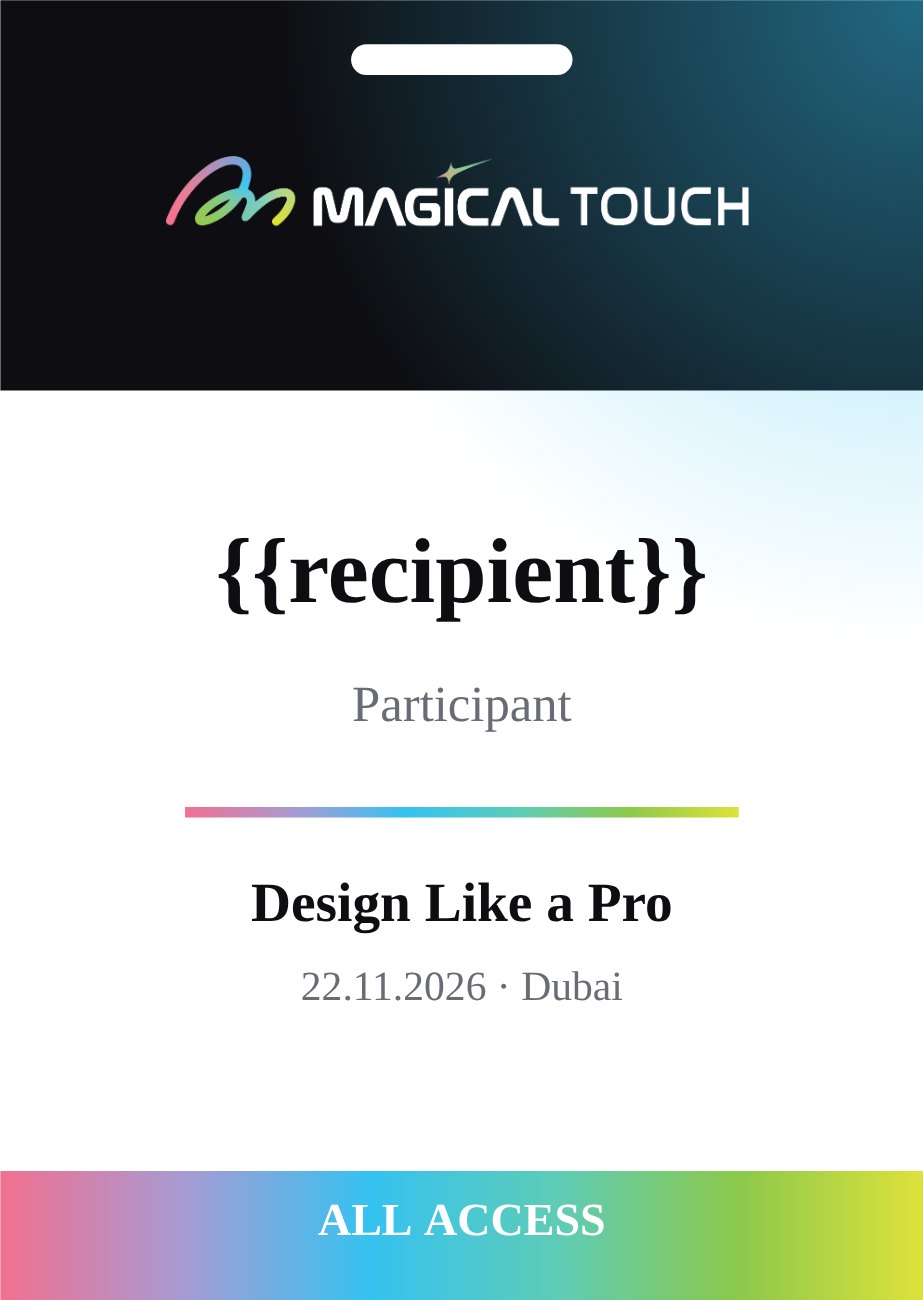 MAGICAL TOUCH
{{recipient}}
Participant
Design Like a Pro
22.11.2026 · Dubai
ALL ACCESS